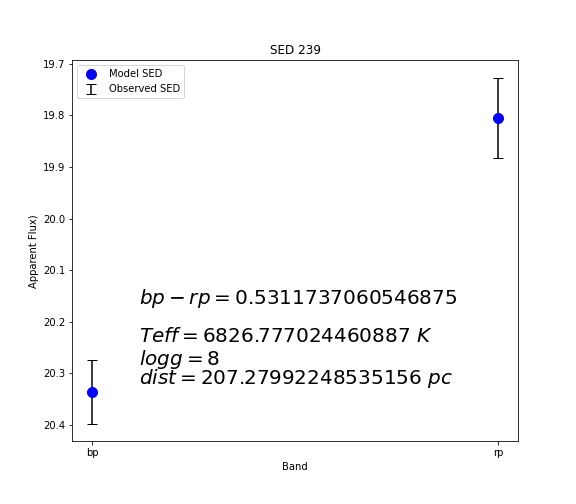 SED 239
Model SED
Observed SED
19.7
19.8
19.9
20.0
20.1
20.2
20.3
20.4
Apparent Flux)
bp − rp = 0.5311737060546875
Teff = 6826.777024460887 K
logg = 8
dist = 207.27992248535156 pc
bp
rp
Band